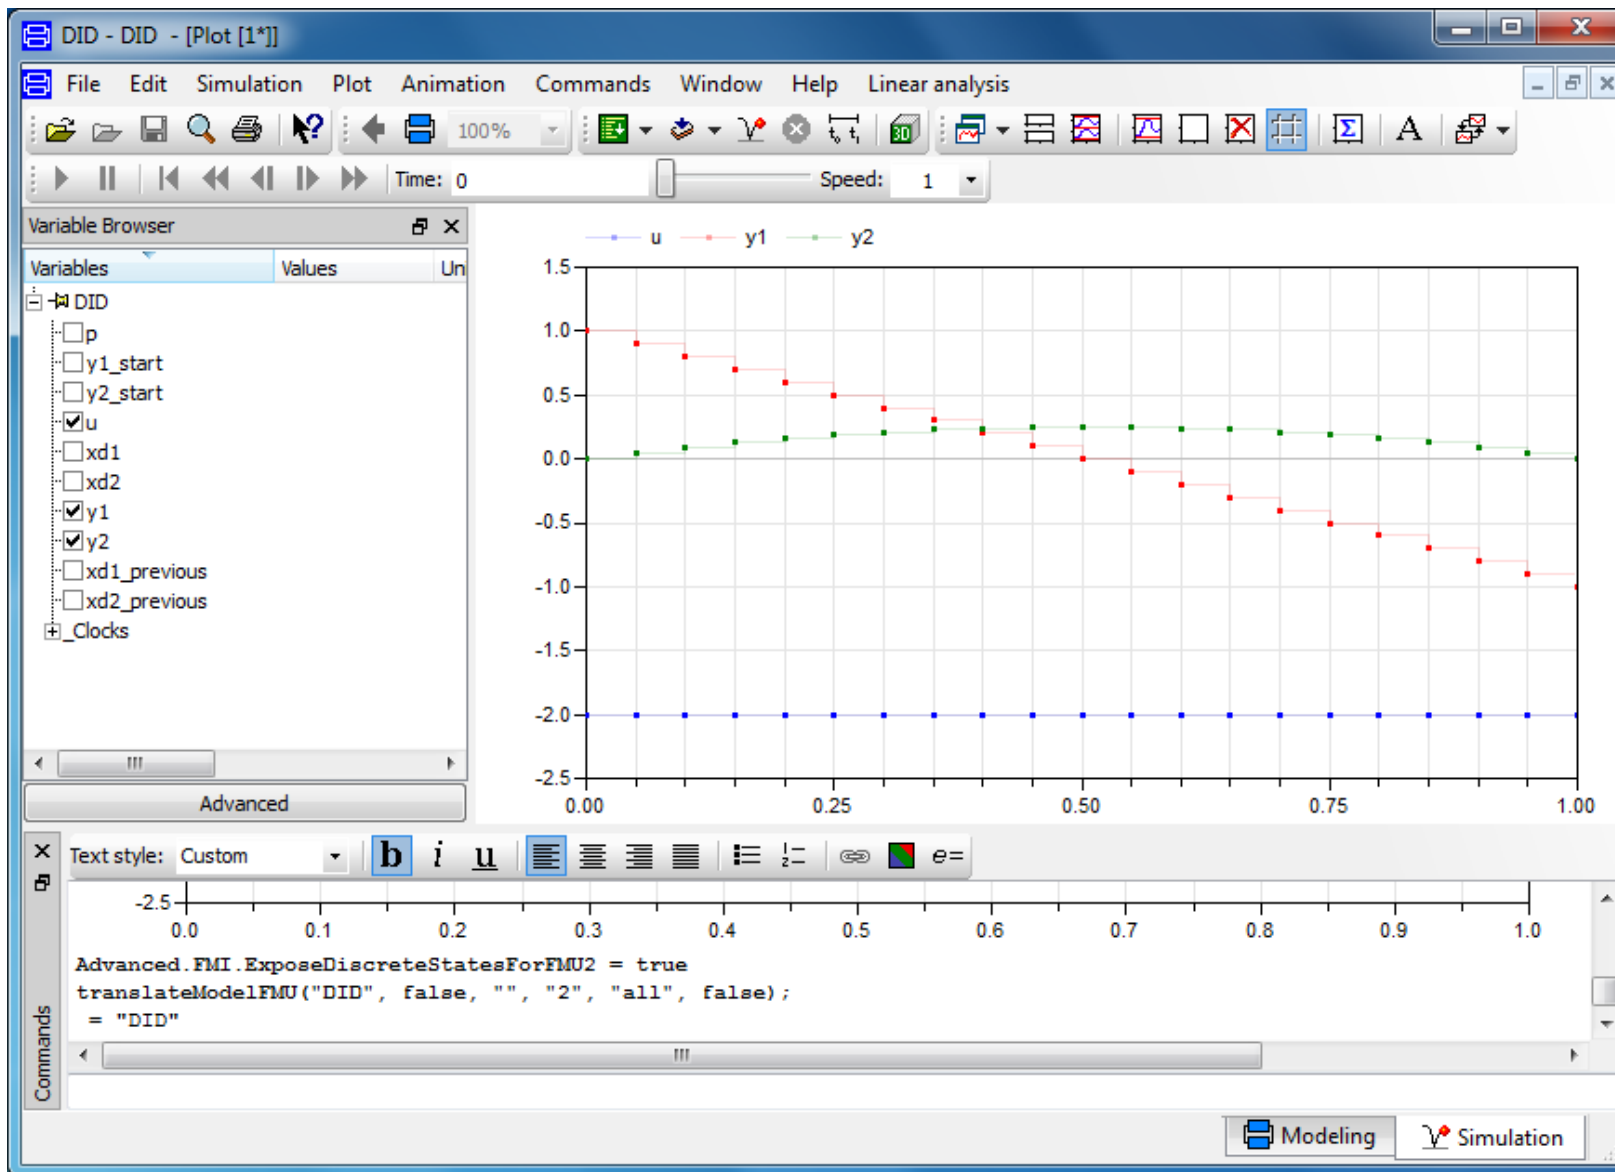 DID - DID  - [Plot [1*]]
File Edit Simulation Plot Animation Commands Window Help Linear analysis
100% t, t, 3D Σ A
Time: 0 Speed: 1
Variable Browser
Variables Values Un
DID
p
y1_start
y2_start
u
xd1
xd2
y1
y2
xd1_previous
xd2_previous
_Clocks
Advanced
u y1 y2
1.5
1.0
0.5
0.0
-0.5
-1.0
-1.5
-2.0
-2.5
0.00 0.25 0.50 0.75 1.00
Text style: Custom b i u e=
-2.5
0.0 0.1 0.2 0.3 0.4 0.5 0.6 0.7 0.8 0.9 1.0
Advanced.FMI.ExposeDiscreteStatesForFMU2 = true
translateModelFMU("DID", false, "", "2", "all", false);
 = "DID"
Commands
Modeling Simulation